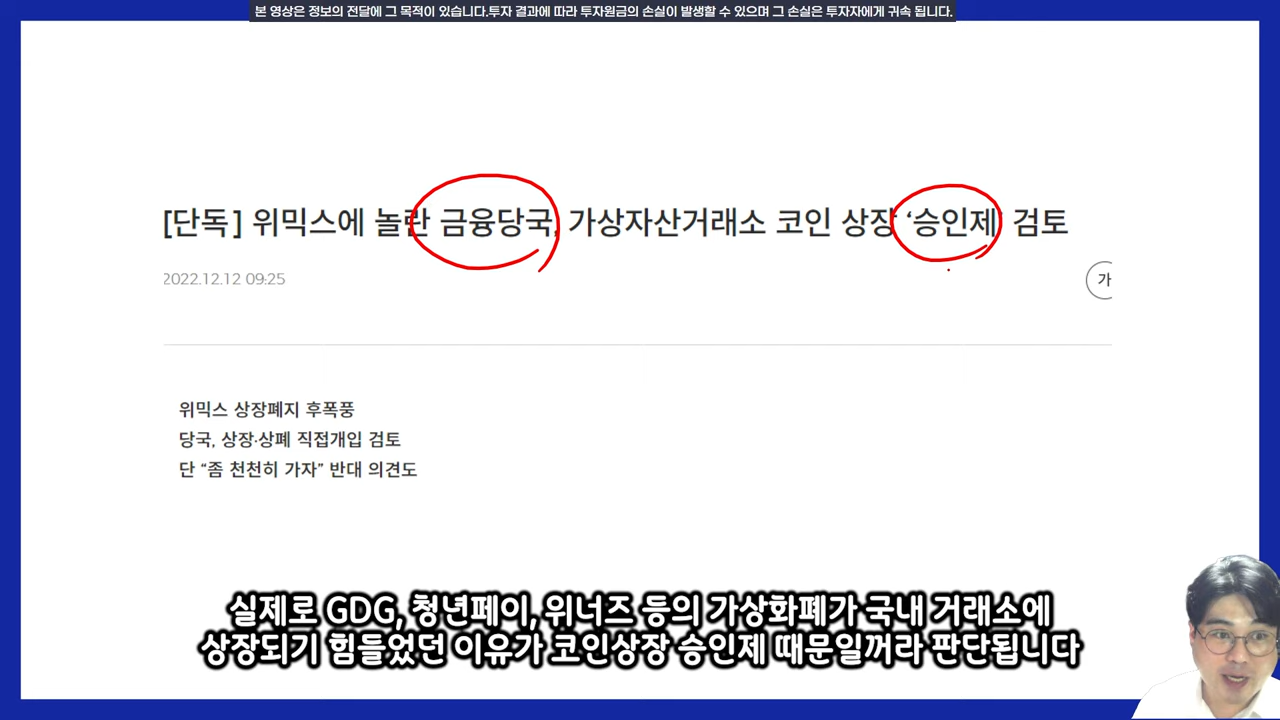 본 영상은 정보의 전달에 그 목적이 있습니다.투자 결과에 따라 투자원금의 손실이 발생할 수 있으며 그 손실은 투자자에게 귀속 됩니다.
[단독] 위믹스에 놀란 금융당국, 가상자산거래소 코인 상장 ‘승인제’ 검토
2022.12.12 09:25
가
위믹스 상장폐지 후폭풍
당국, 상장·상폐 직접개입 검토
단 “좀 천천히 가자” 반대 의견도
실제로 GDG, 청년페이, 위너즈 등의 가상화폐가 국내 거래소에
상장되기 힘들었던 이유가 코인상장 승인제 때문일꺼라 판단됩니다